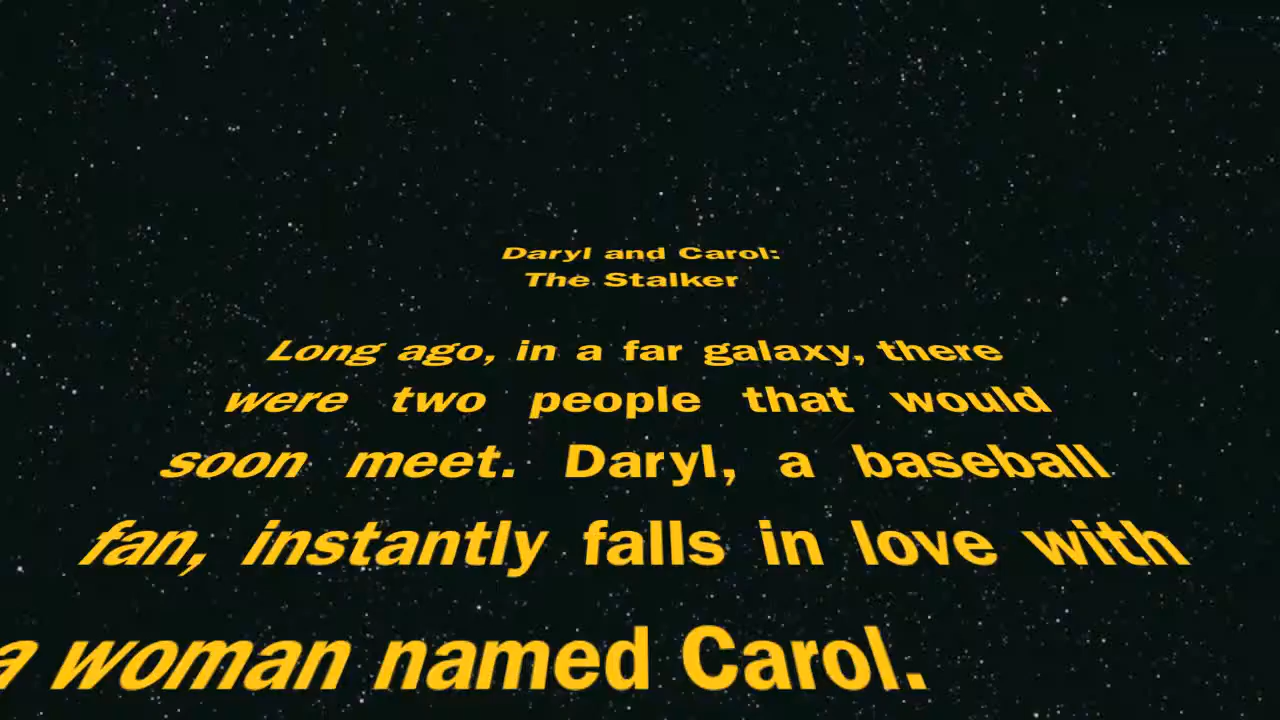 Daryl and Carol:
The Stalker
Long ago, in a far galaxy, there
were two people that would
soon meet. Daryl, a baseball
fan, instantly falls in love with
a woman named Carol.